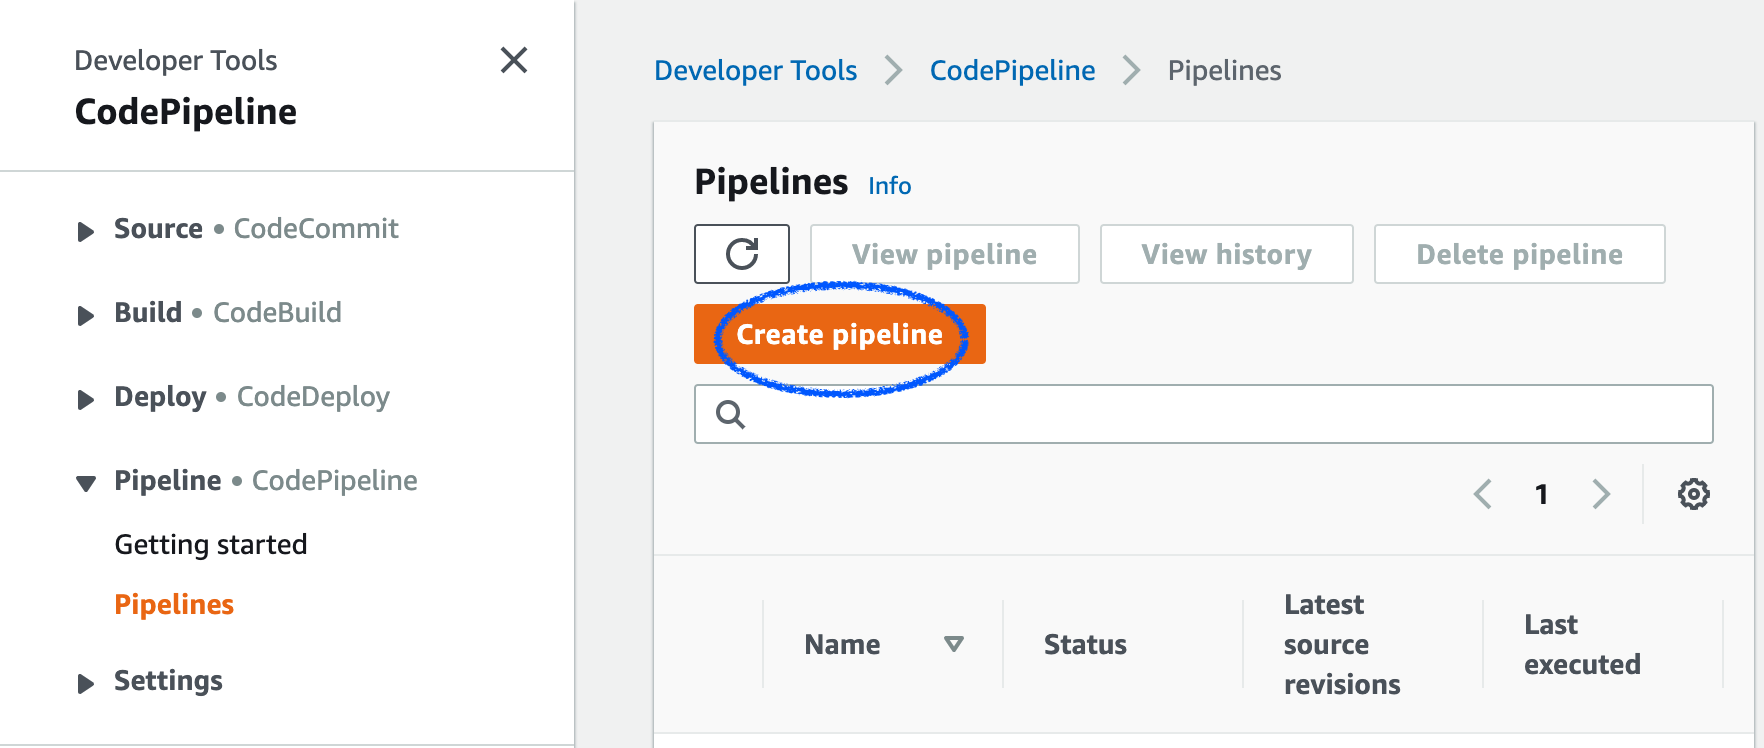 Developer Tools
CodePipeline
Source • CodeCommit
Build • CodeBuild
Deploy • CodeDeploy
Pipeline • CodePipeline
Getting started
Pipelines
Settings
Developer Tools > CodePipeline > Pipelines
Pipelines Info
View pipeline View history Delete pipeline
Create pipeline
1
Name Status Latest source revisions Last executed